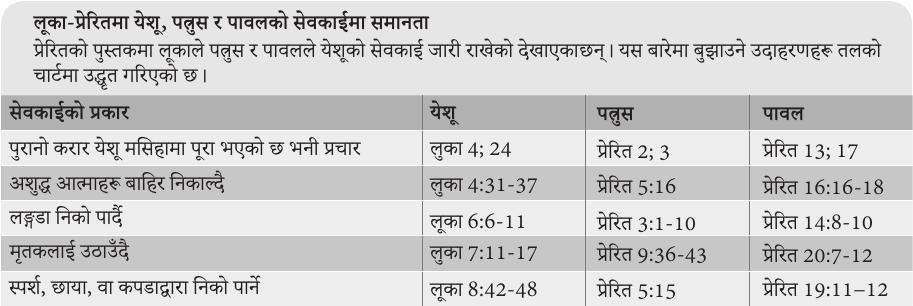 लूका-प्रेरितमा येशू, पत्रुस र पावलको सेवकाईमा समानता
प्रेरितको पुस्तकमा लूकाले पत्रुस र पावलले येशूको सेवकाई जारी राखेको देखाएकाछन् । यस बारेमा बुझाउने उदाहरणहरू तलको
चार्टमा उद्धृत गरिएको छ ।
सेवकाईको प्रकार येशू पत्रुस पावल
पुरानो करार येशू मसिहामा पूरा भएको छ भनी प्रचार लुका 4; 24 प्रेरित 2; 3 प्रेरित 13; 17
अशुद्ध आत्माहरू बाहिर निकाल्दै लुका 4:31-37 प्रेरित 5:16 प्रेरित 16:16-18
लङ्गडा निको पार्दै लूका 6:6-11 प्रेरित 3:1-10 प्रेरित 14:8-10
मृतकलाई उठाउँदै लुका 7:11-17 प्रेरित 9:36-43 प्रेरित 20:7-12
स्पर्श, छाया, वा कपडाद्वारा निको पार्ने लूका 8:42-48 प्रेरित 5:15 प्रेरित 19:11–12